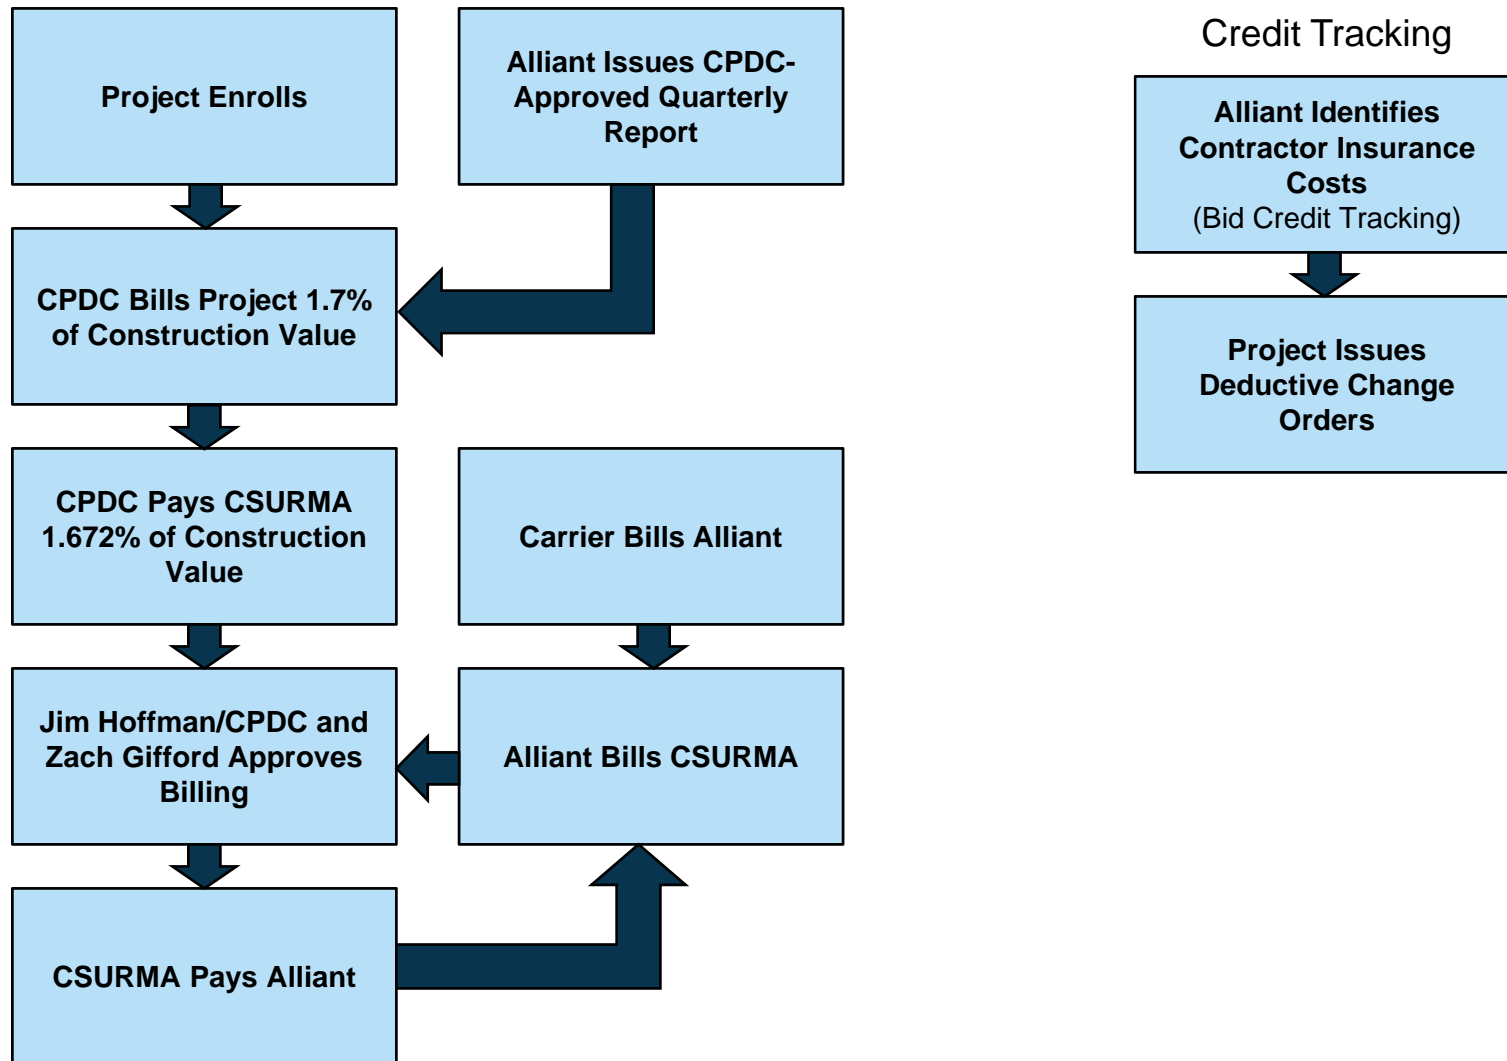 Project Enrolls
Alliant Issues CPDC-
Approved Quarterly
Report
Credit Tracking
Alliant Identifies
Contractor Insurance
Costs
(Bid Credit Tracking)
CPDC Bills Project 1.7%
of Construction Value
Project Issues
Deductive Change
Orders
CPDC Pays CSURMA
1.672% of Construction
Value
Carrier Bills Alliant
Jim Hoffman/CPDC and
Zach Gifford Approves
Billing
Alliant Bills CSURMA
CSURMA Pays Alliant